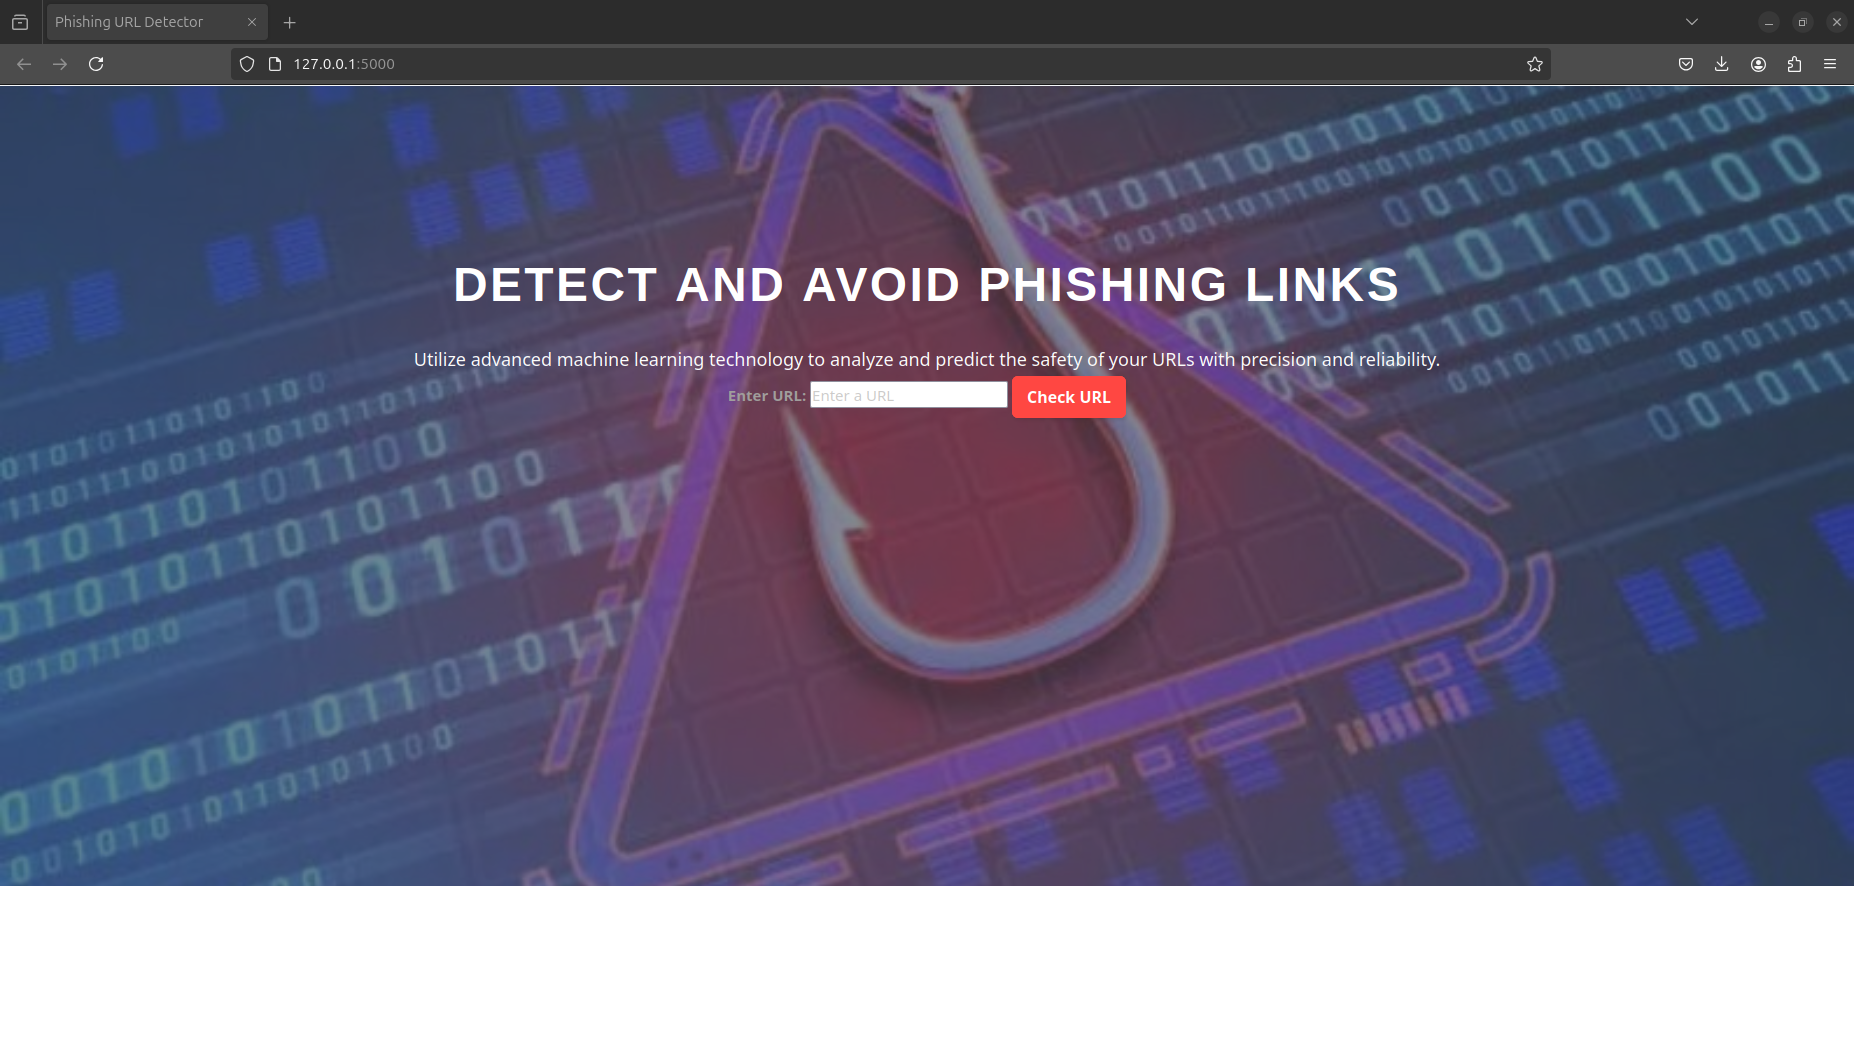 Phishing URL Detector
127.0.0.1:5000
DETECT AND AVOID PHISHING LINKS
Utilize advanced machine learning technology to analyze and predict the safety of your URLs with precision and reliability.
Enter URL: Enter a URL Check URL